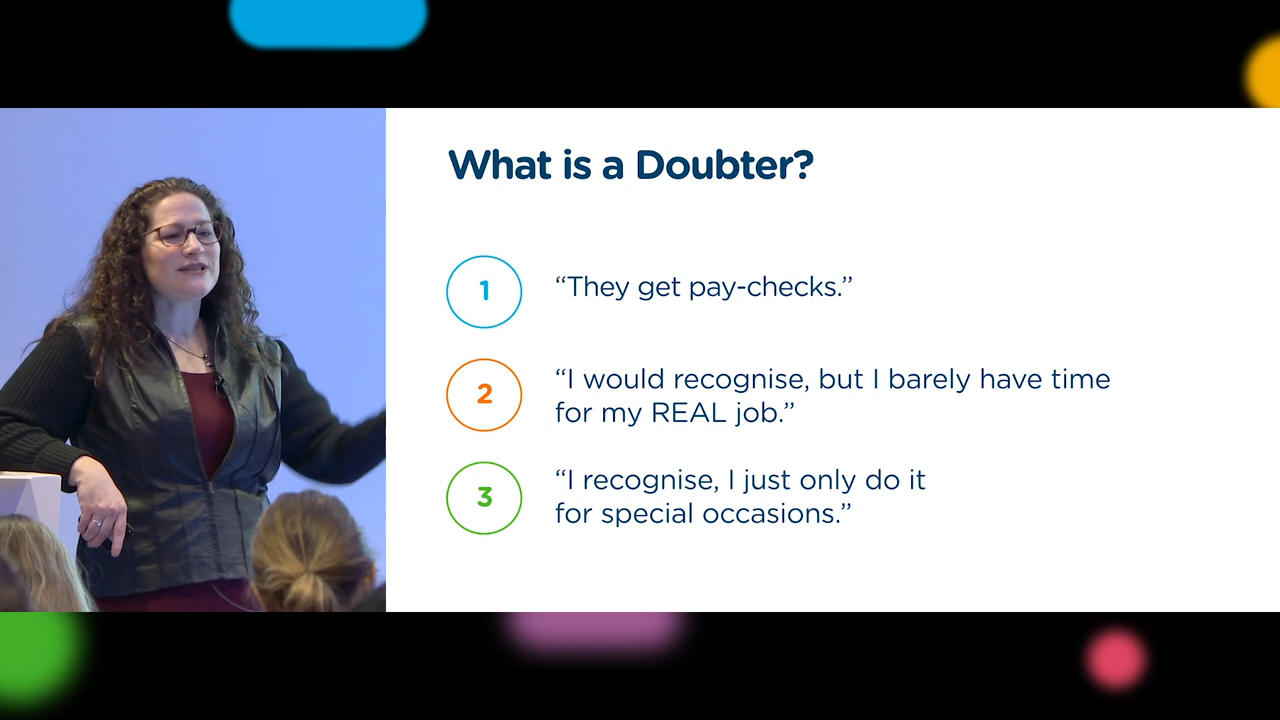 What is a Doubter?
1
“They get pay-checks.”
2
“I would recognise, but I barely have time
for my REAL job.”
3
“I recognise, I just only do it
for special occasions.”